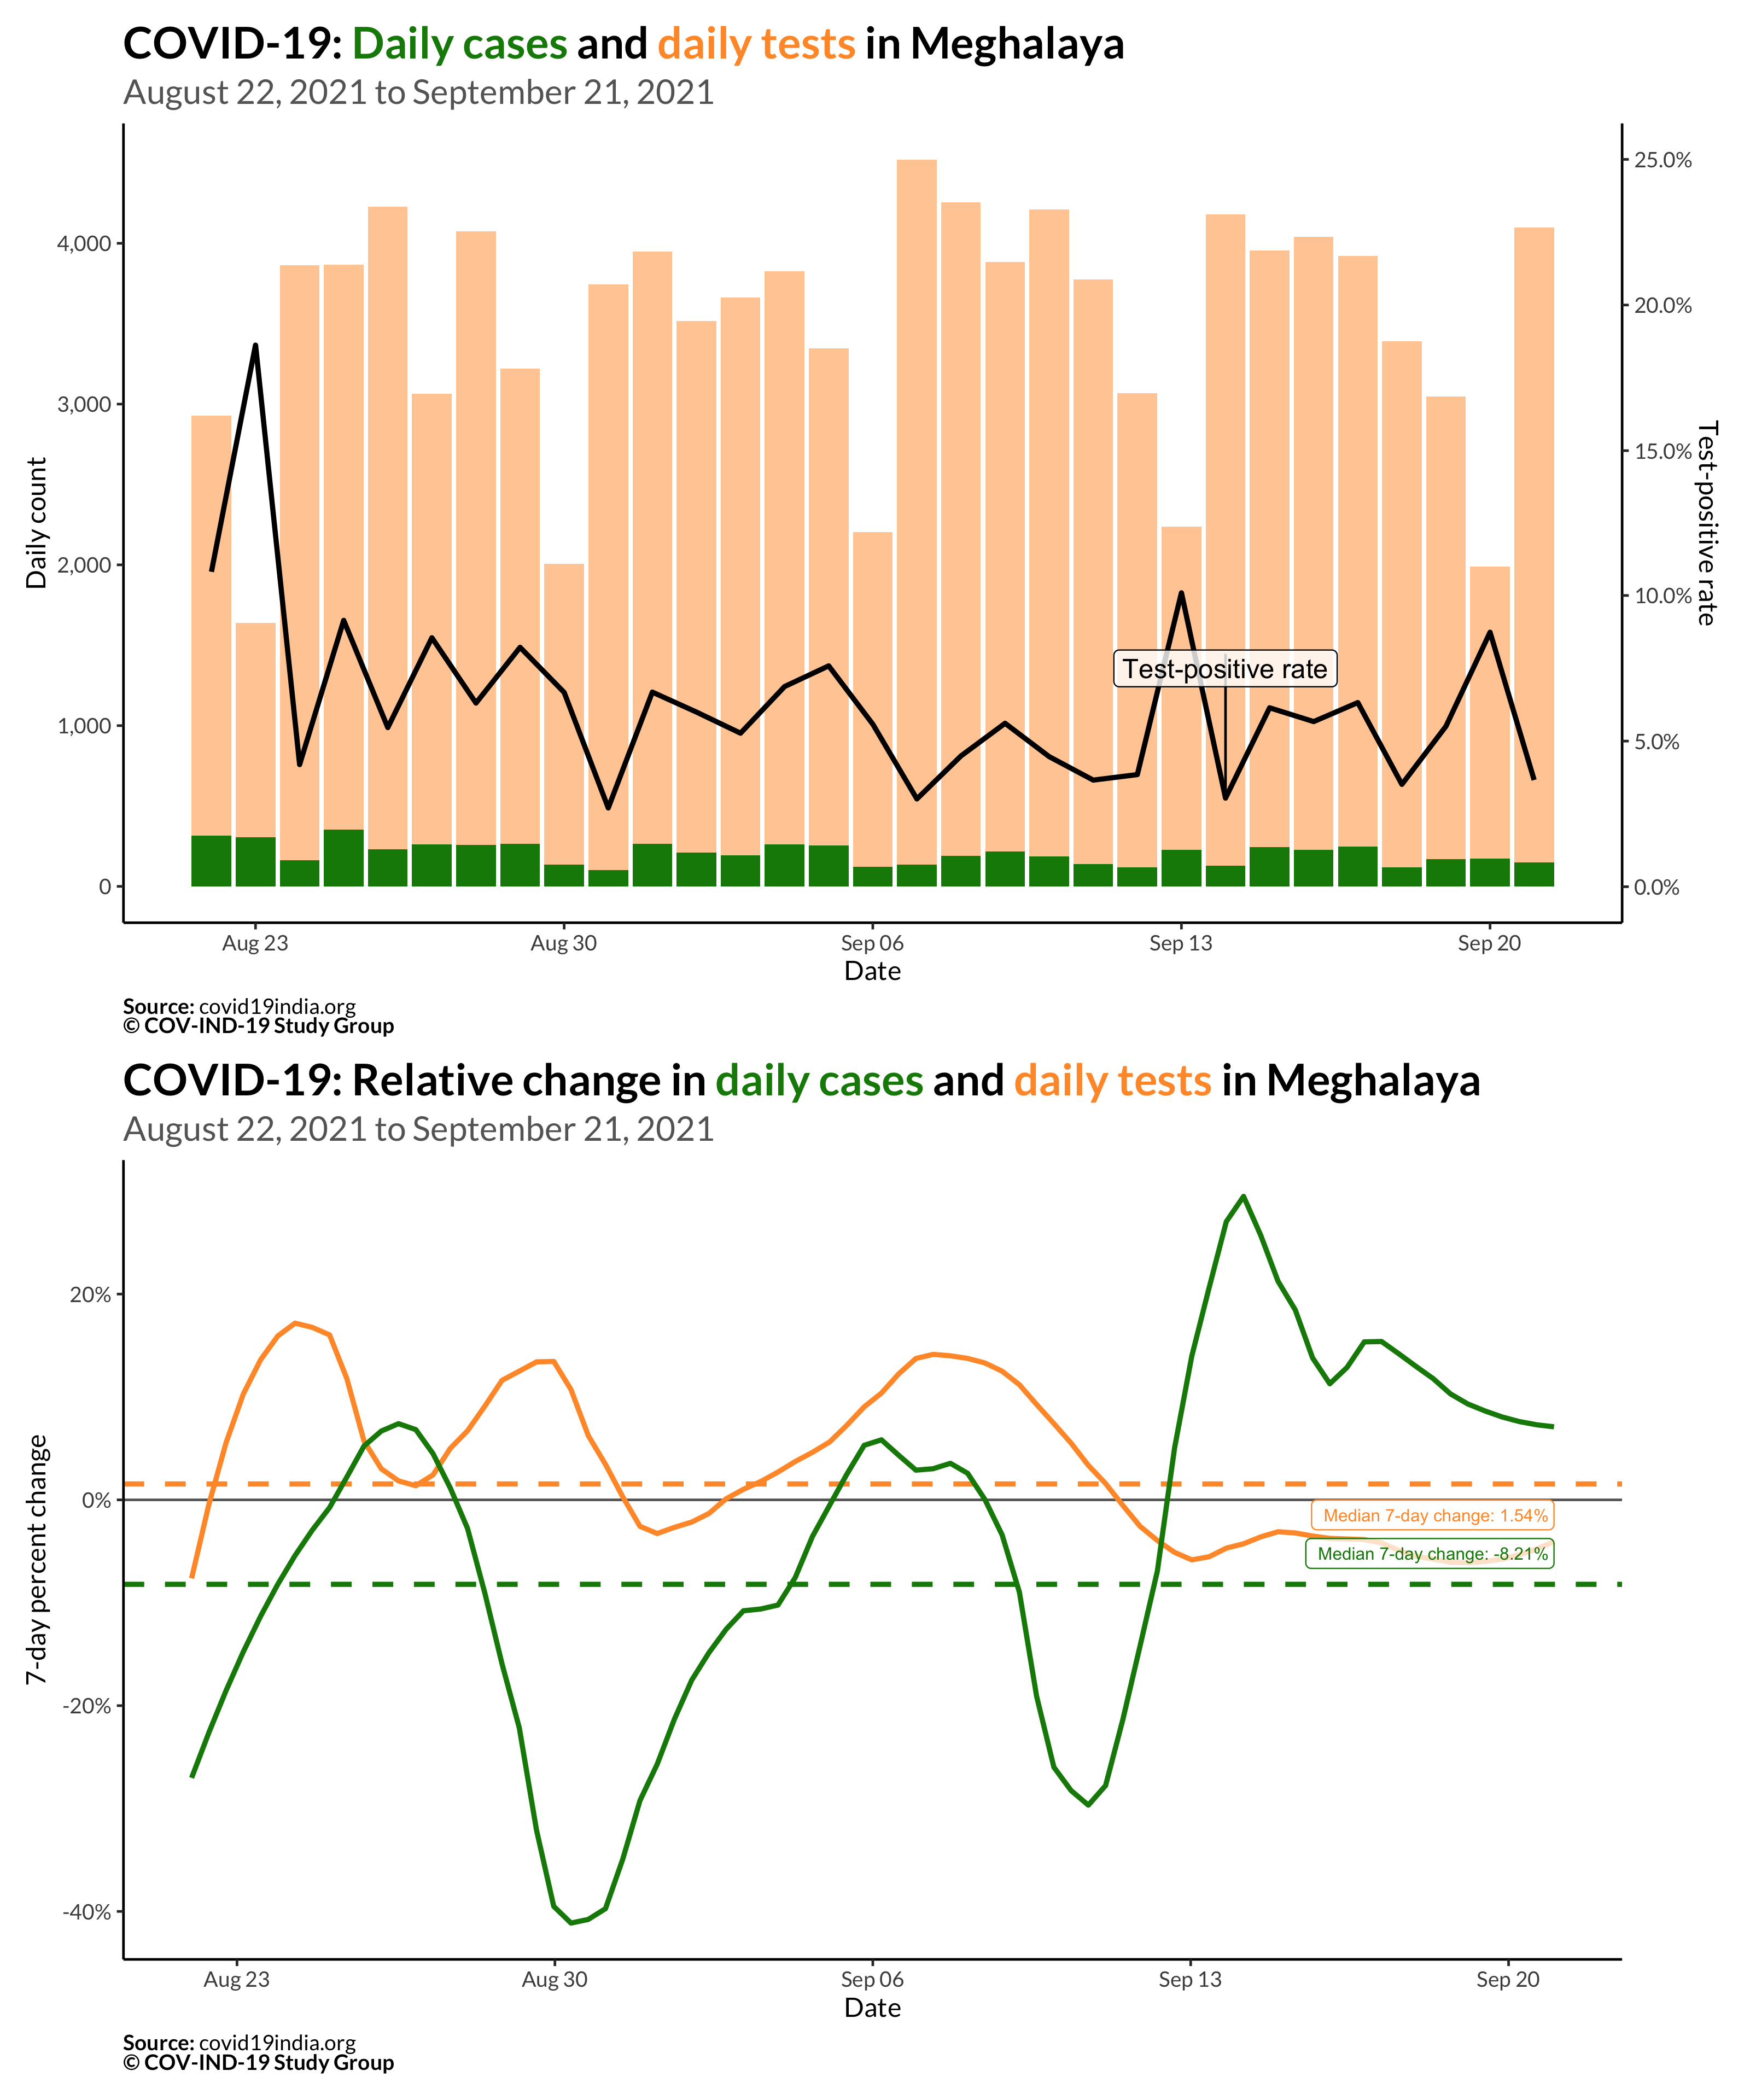 COVID-19: Daily cases and daily tests in Meghalaya
August 22, 2021 to September 21, 2021
Daily count
4,000
3,000
2,000
1,000
0
25.0%
20.0%
15.0%
10.0%
5.0%
0.0%
Test-positive rate
Test-positive rate
Aug 23
Aug 30
Sep 06
Sep 13
Sep 20
Date
Source: covid19india.org
© COV-IND-19 Study Group
COVID-19: Relative change in daily cases and daily tests in Meghalaya
August 22, 2021 to September 21, 2021
7-day percent change
20%
0%
-20%
-40%
Median 7-day change: 1.54%
Median 7-day change: -8.21%
Aug 23
Aug 30
Sep 06
Sep 13
Sep 20
Date
Source: covid19india.org
© COV-IND-19 Study Group